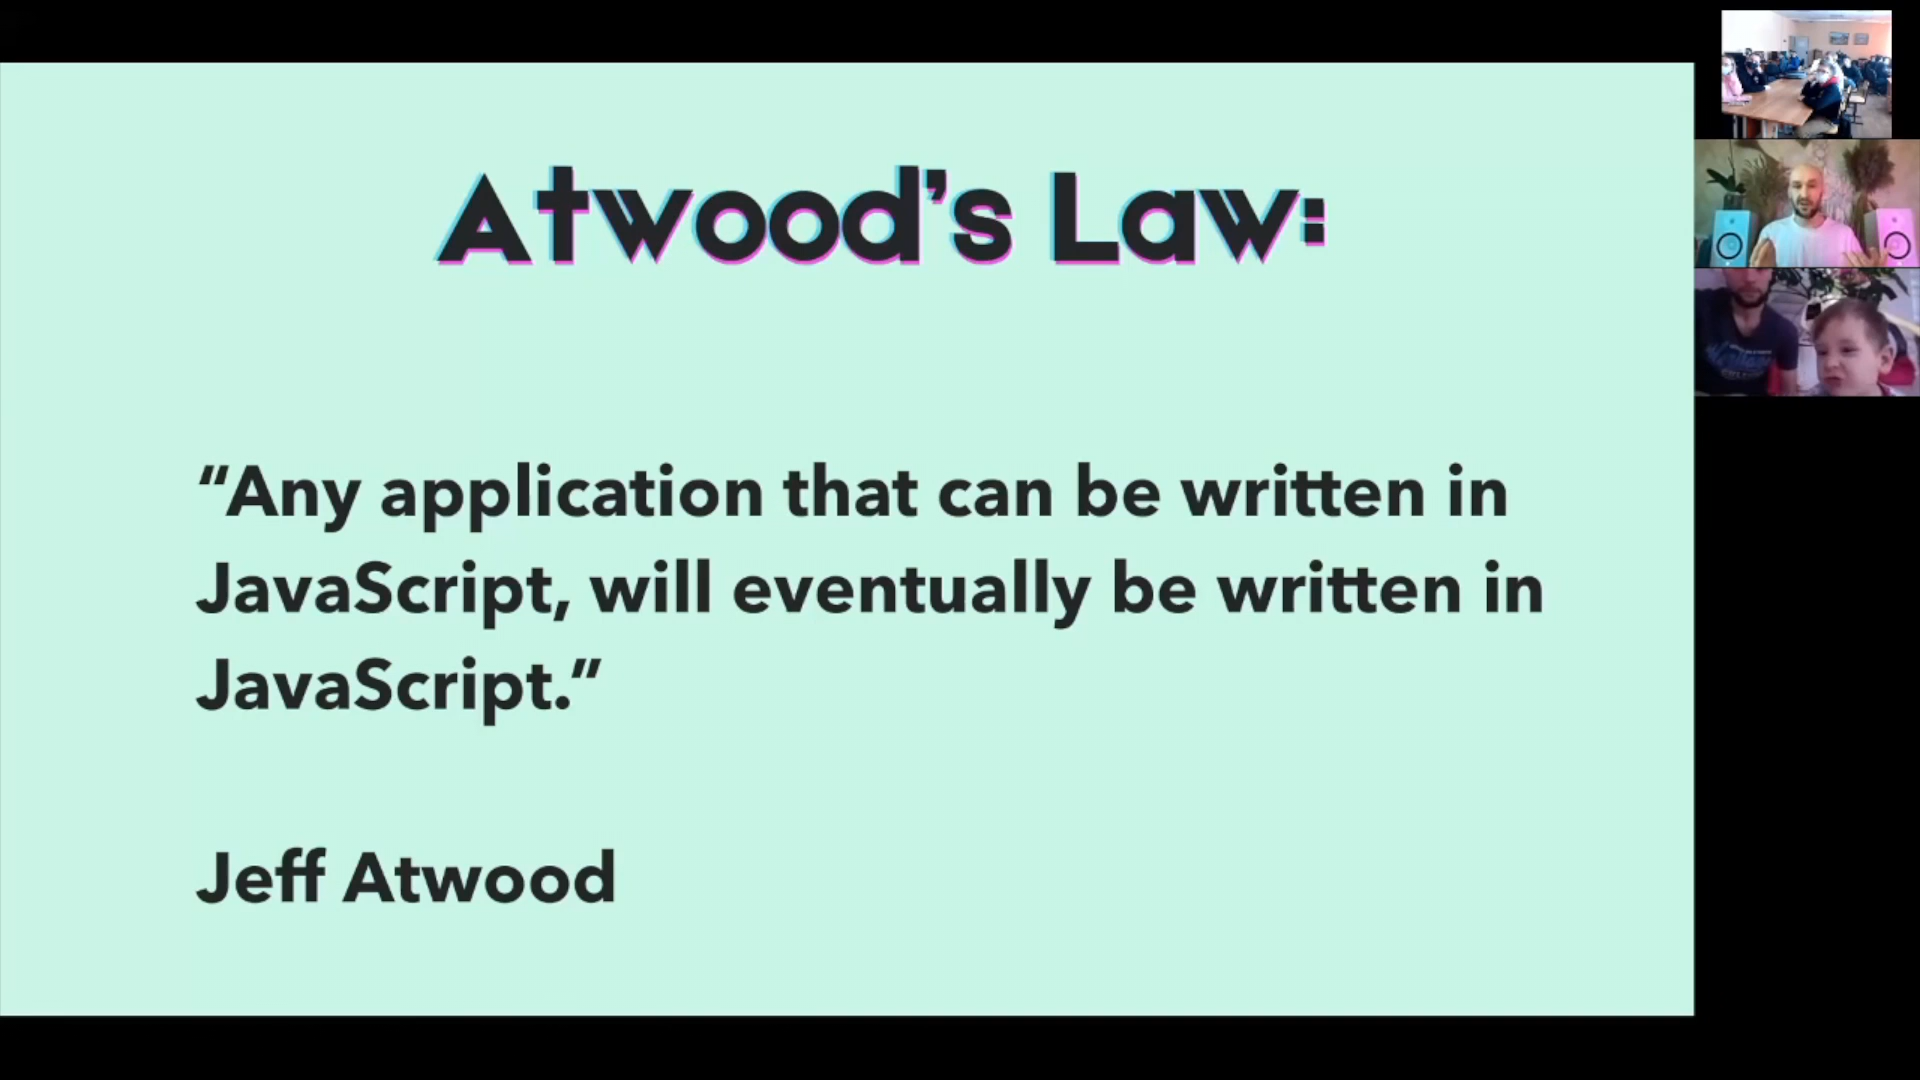 Atwood’s Law:
“Any application that can be written in
JavaScript, will eventually be written in
JavaScript.”
Jeff Atwood